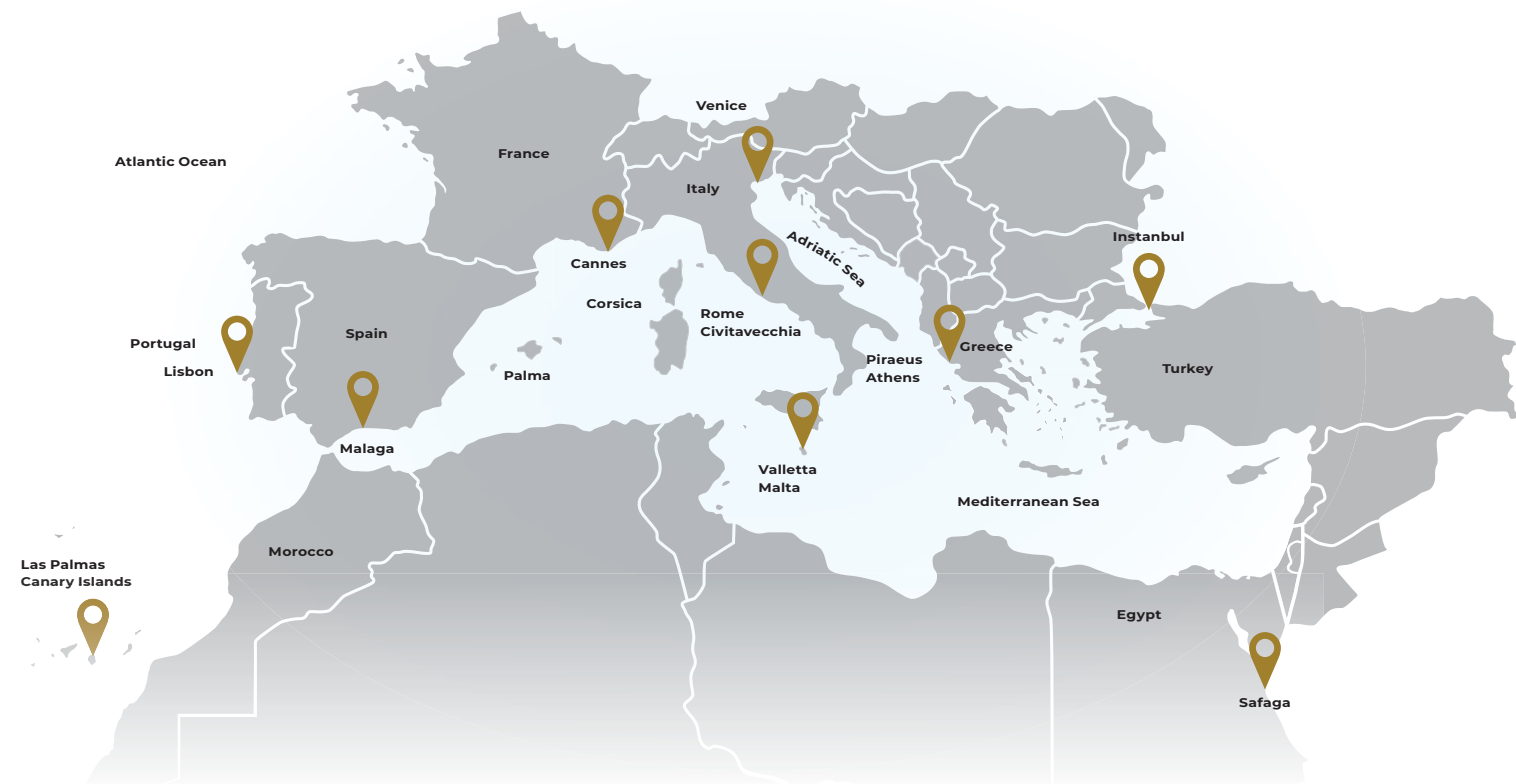 Venice
France
Atlantic Ocean
Italy
Instanbul
Adriatic Sea
Cannes
Corsica
Rome
Civitavecchia
Spain
Portugal
Greece
Piraeus
Athens
Lisbon
Palma
Turkey
Malaga
Valletta
Malta
Mediterranean Sea
Morocco
Las Palmas
Canary Islands
Egypt
Safaga